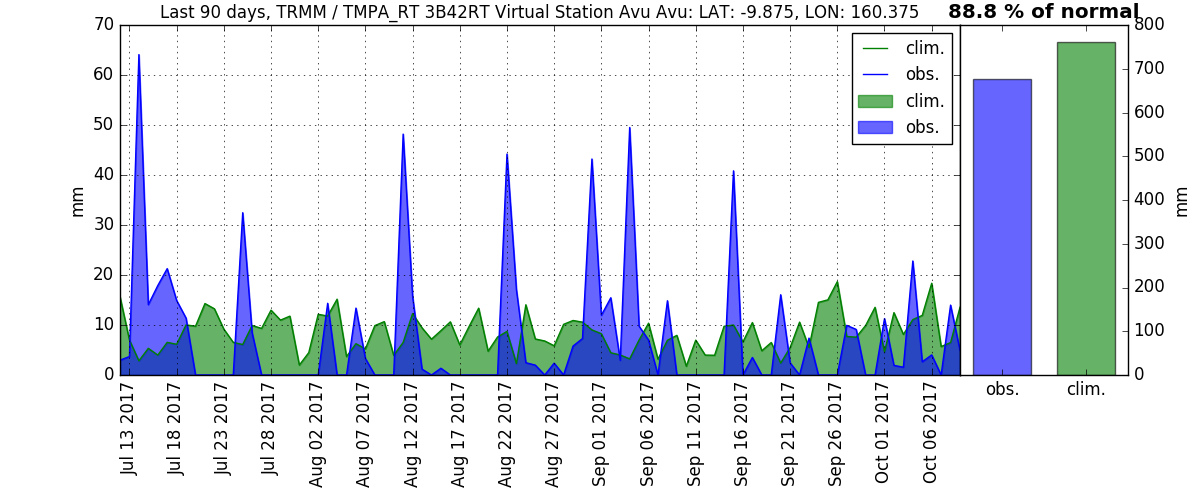 Last 90 days, TRMM / TMPA_RT 3B42RT Virtual Station Avu Avu: LAT: -9.875, LON: 160.375
88.8 % of normal
70
60
50
40
30
20
10
0
mm
clim.
obs.
clim.
obs.
Jul 13 2017
Jul 18 2017
Jul 23 2017
Jul 28 2017
Aug 02 2017
Aug 07 2017
Aug 12 2017
Aug 17 2017
Aug 22 2017
Aug 27 2017
Sep 01 2017
Sep 06 2017
Sep 11 2017
Sep 16 2017
Sep 21 2017
Sep 26 2017
Oct 01 2017
Oct 06 2017
800
700
600
500
400
300
200
100
0
mm
obs.
clim.